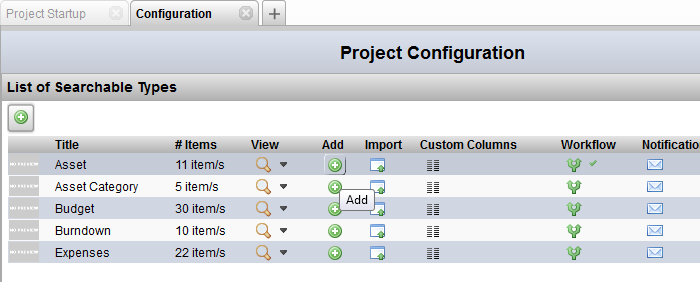 Project Startup Configuration
Project Configuration
List of Searchable Types
Title # Items View Add Import Custom Columns Workflow Notification
Asset 11 item/s
Asset Category 5 item/s
Add
Budget 30 item/s
Burndown 10 item/s
Expenses 22 item/s